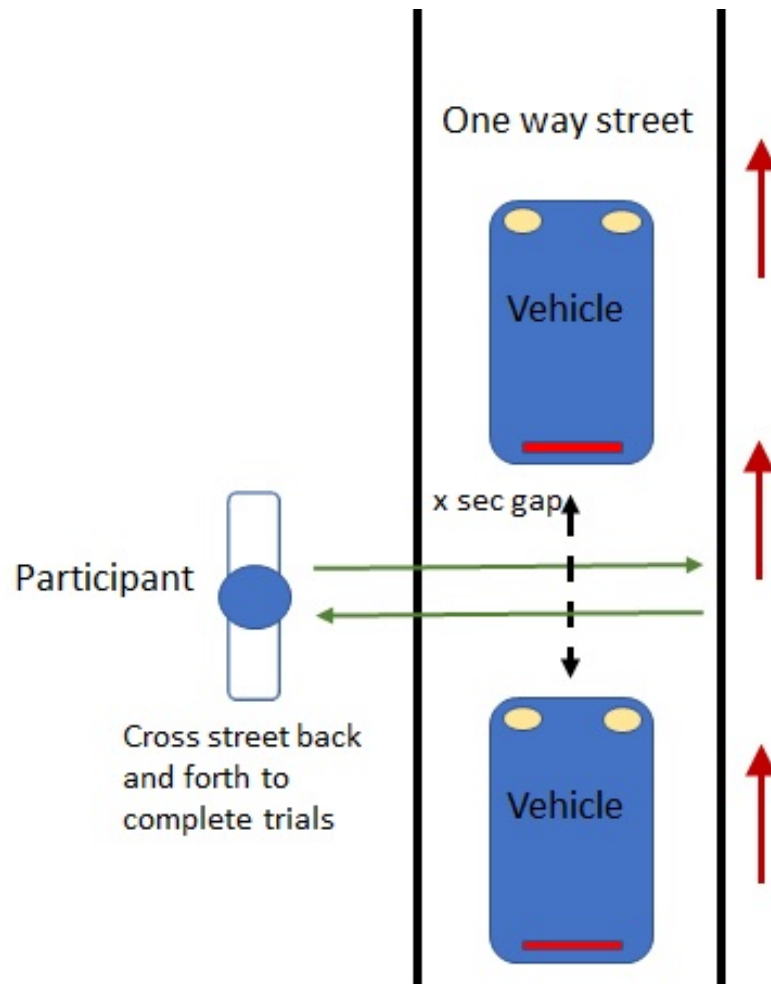 One way street
Vehicle
x sec gap
Participant
Cross street back
and forth to
complete trials
Vehicle